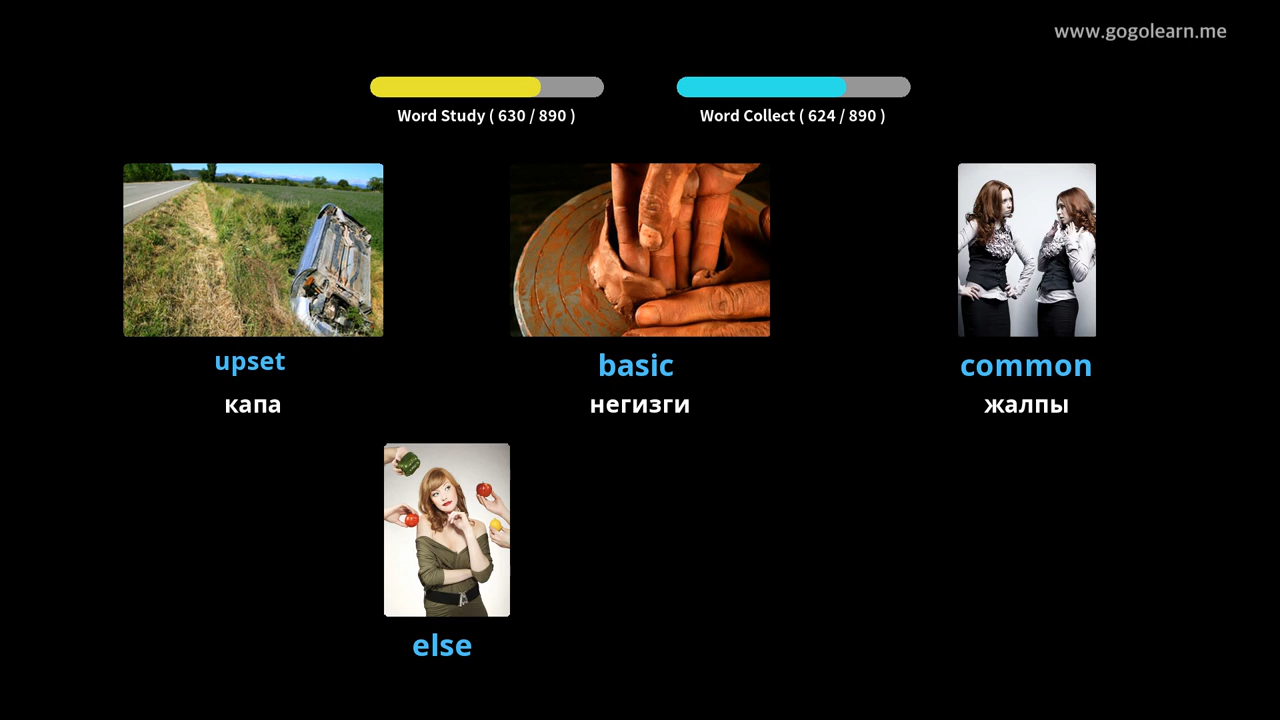 www.gogolearn.me
Word Study ( 630 / 890 )
Word Collect ( 624 / 890 )
upset
basic
common
капа
негизги
жалпы
else